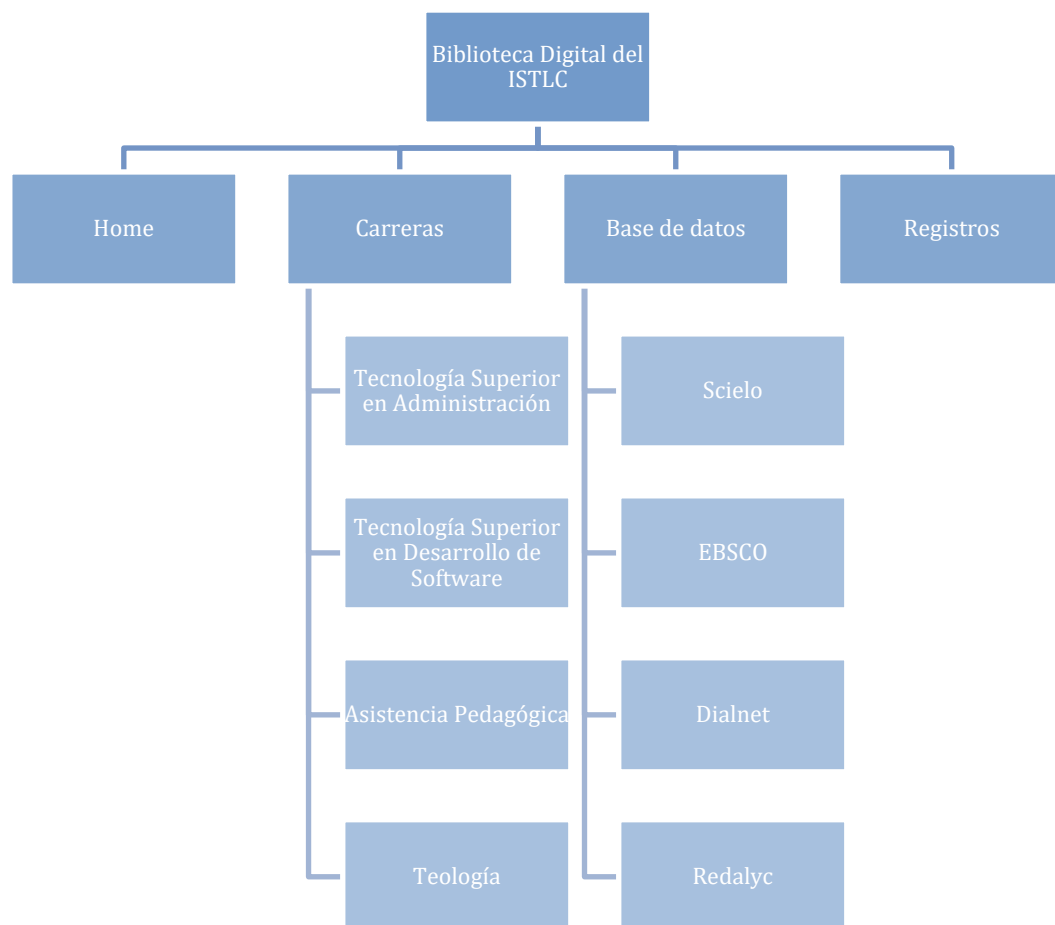 Biblioteca Digital del
ISTLC
Home
Carreras
Base de datos
Registros
Tecnología Superior
en Administración
Scielo
Tecnología Superior
en Desarrollo de
Software
EBSCO
Asistencia Pedagógica
Dialnet
Teología
Redalyc